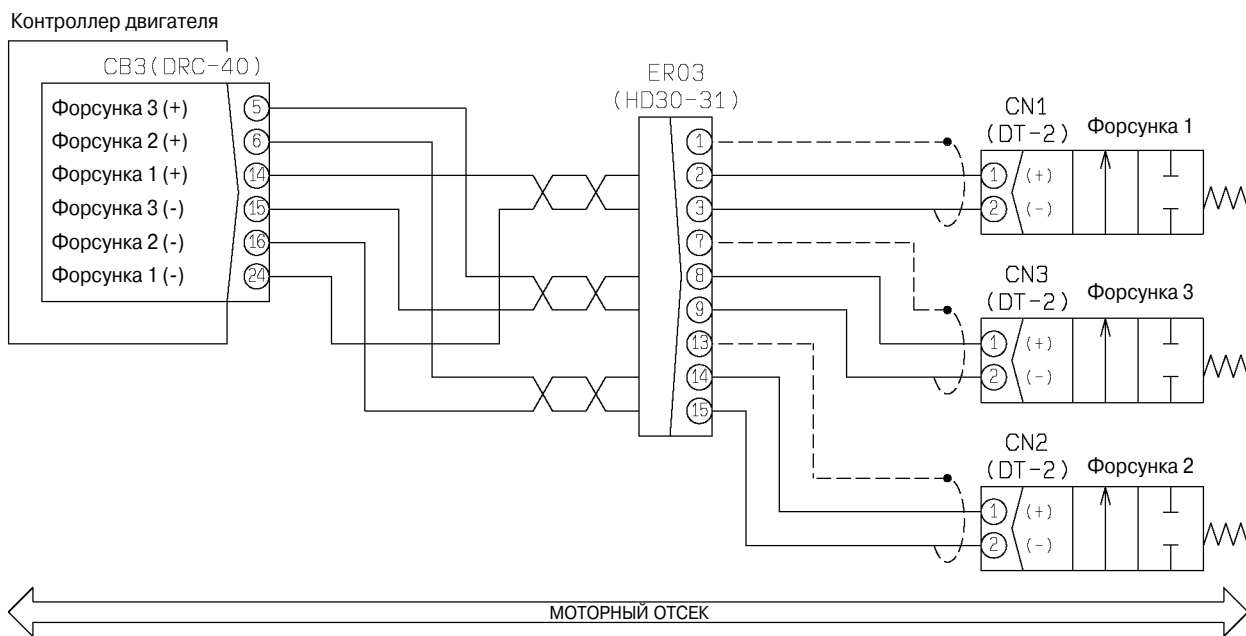 Контроллер двигателя
CB3(DRC-40)
Форсунка 3 (+) 5
Форсунка 2 (+) 6
Форсунка 1 (+) 14
Форсунка 3 (-) 15
Форсунка 2 (-) 16
Форсунка 1 (-) 24
ER03
(HD30-31)
1
2
3
7
8
9
13
14
15
CN1
(DT-2) Форсунка 1
1 (+)
2 (-)
CN3
(DT-2) Форсунка 3
1 (+)
2 (-)
CN2
(DT-2) Форсунка 2
1 (+)
2 (-)
МОТОРНЫЙ ОТСЕК